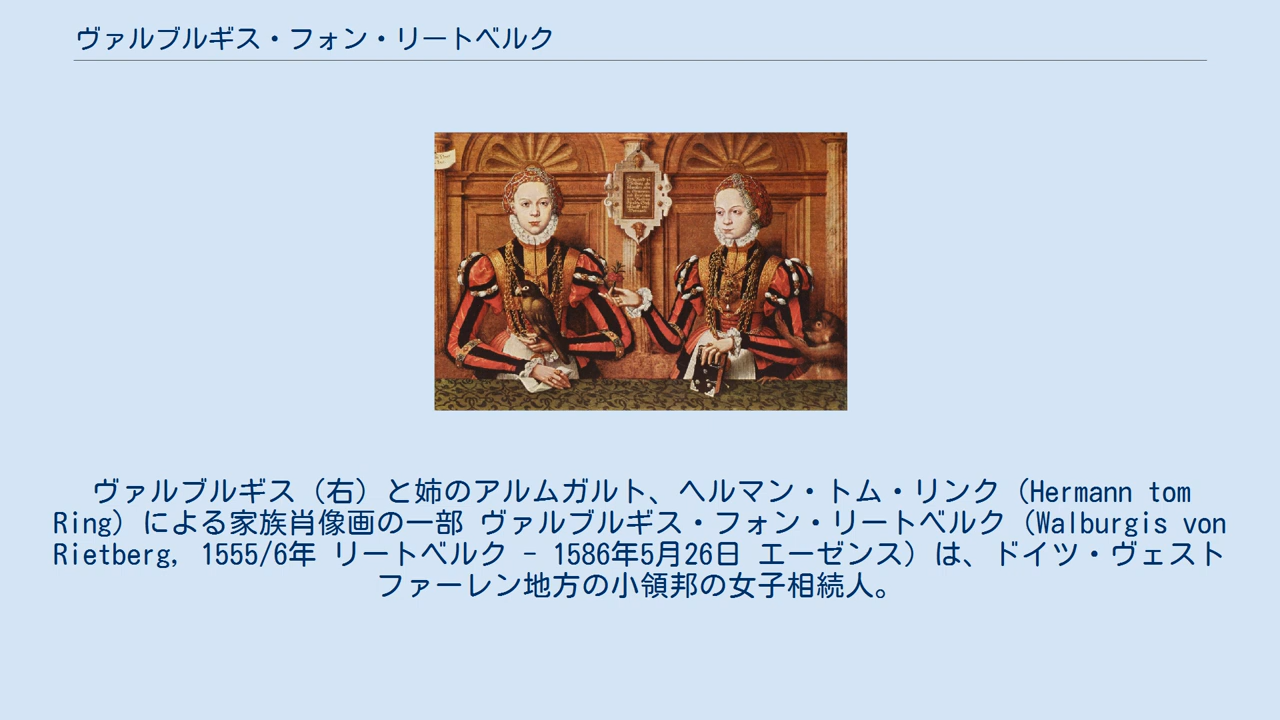 ヴァルブルギス・フォン・リートベルク
ヴァルブルギス（右）と姉のアルムガルト、ヘルマン・トム・リンク（Hermann tom
Ring）による家族肖像画の一部 ヴァルブルギス・フォン・リートベルク（Walburgis von
Rietberg, 1555/6年 リートベルク - 1586年5月26日 エーゼンス）は、ドイツ・ヴェスト
ファーレン地方の小領邦の女子相続人。